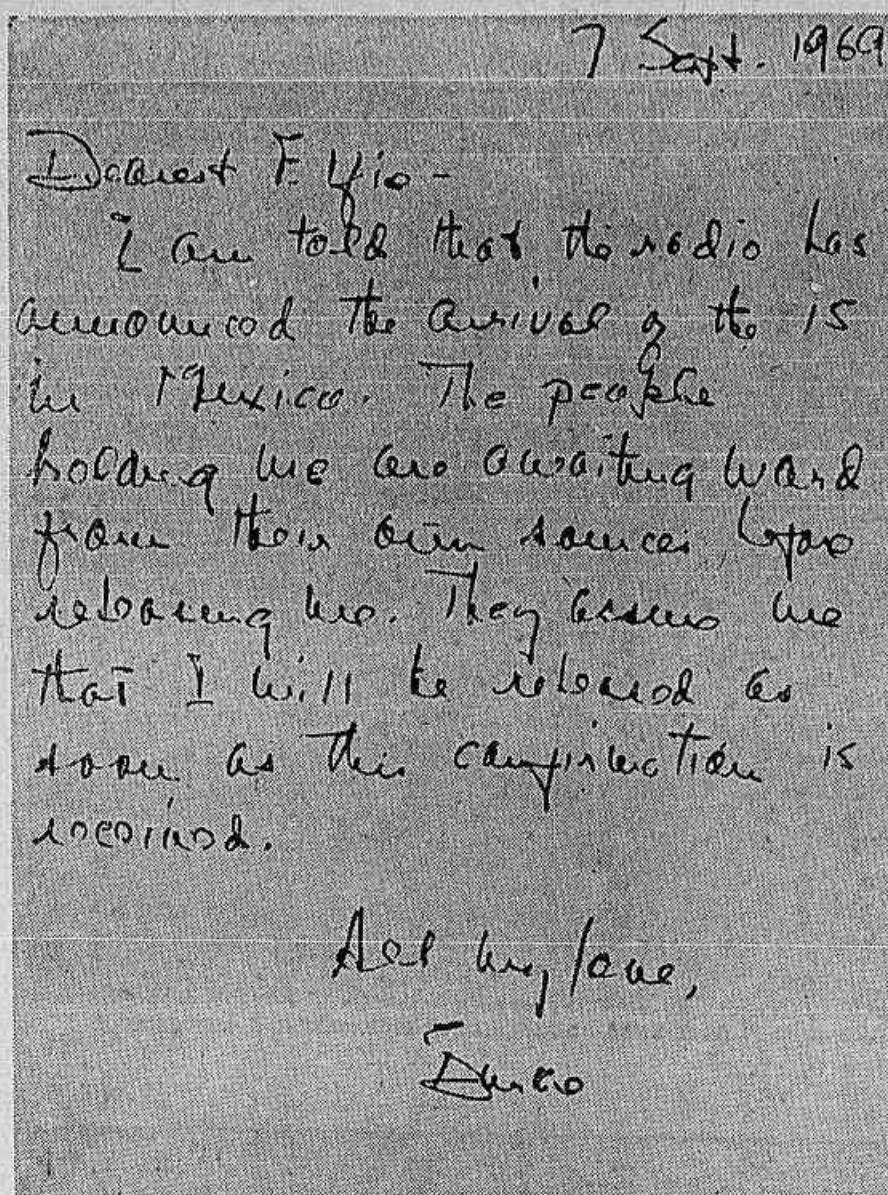 7 Sept. 1969
Dearest Elfie -
I am told that the radio has
announced the arrival of the 15
in Mexico. The people
holding me are awaiting word
from their own sources before
releasing me. They assure me
that I will be released as
soon as this confirmation is
received.
All my love,
Burke